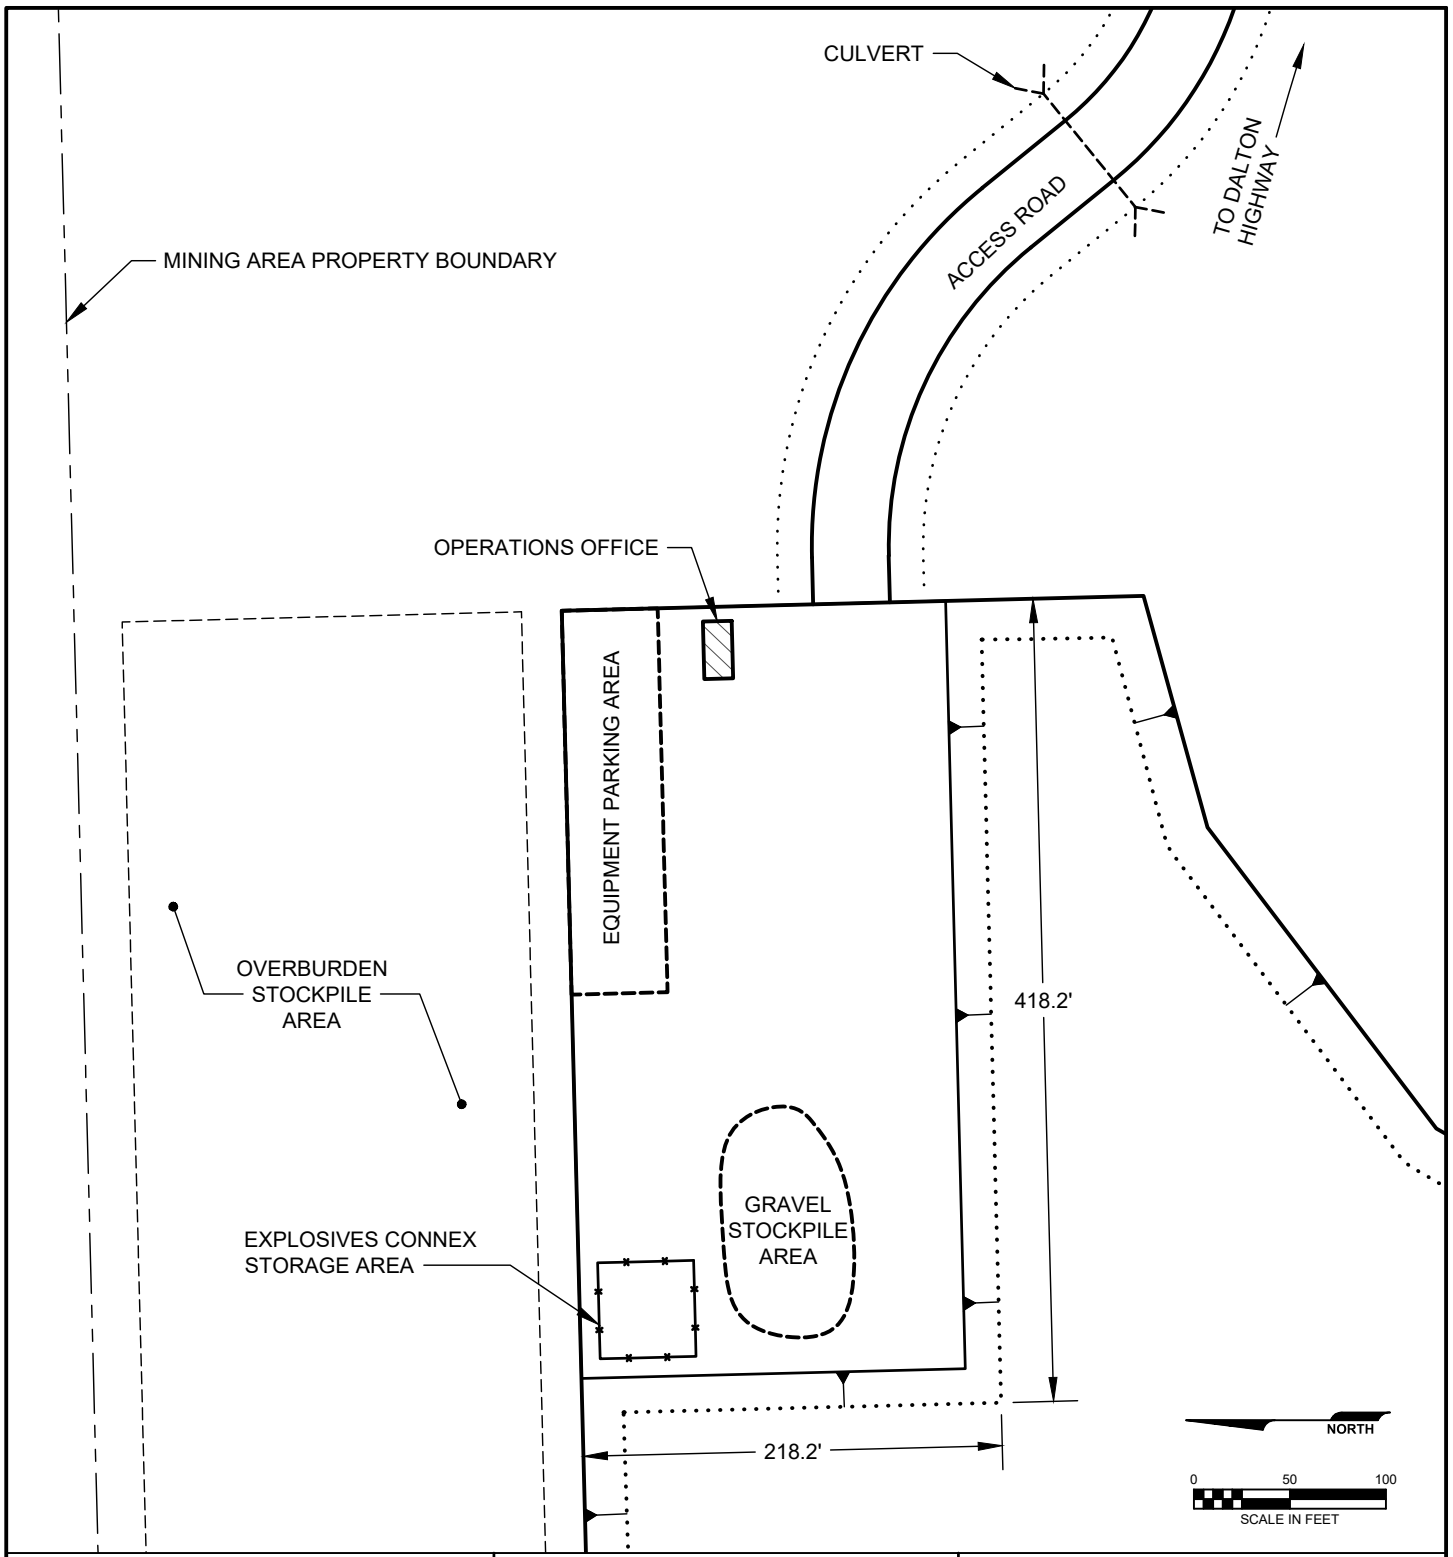 CULVERT
TO DALTON
HIGHWAY
ACCESS ROAD
MINING AREA PROPERTY BOUNDARY
OPERATIONS OFFICE
EQUIPMENT PARKING AREA
OVERBURDEN
STOCKPILE
AREA
418.2'
GRAVEL
STOCKPILE
AREA
EXPLOSIVES CONNEX
STORAGE AREA
218.2'
NORTH
0 50 100
SCALE IN FEET